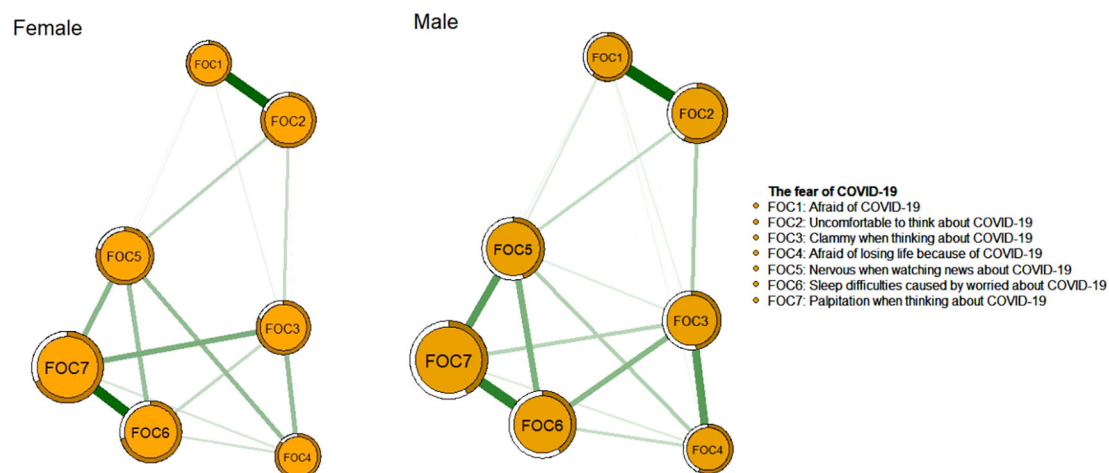 Female
Male
FOC1
FOC2
FOC5
FOC3
FOC7
FOC6
FOC4
FOC1
FOC2
FOC5
FOC3
FOC7
FOC6
FOC4
The fear of COVID-19
FOC1: Afraid of COVID-19
FOC2: Uncomfortable to think about COVID-19
FOC3: Clammy when thinking about COVID-19
FOC4: Afraid of losing life because of COVID-19
FOC5: Nervous when watching news about COVID-19
FOC6: Sleep difficulties caused by worried about COVID-19
FOC7: Palpitation when thinking about COVID-19